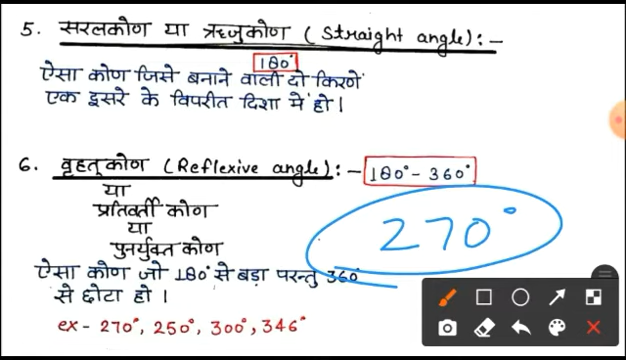 5. सरलकोण या ऋजुकोण ( Straight angle) : –
180°
ऐसा कोण जिसे बनाने वाली दो किरणें
एक दूसरे के विपरीत दिशा में हो ।
6. वृहत्कोण (Reflexive angle) : – 180° – 360°
या
प्रतिवर्ती कोण
या
पुनर्युक्त कोण
270°
ऐसा कोण जो 180° से बड़ा परन्तु 360°
से छोटा हो ।
ex – 270°, 250°, 300°, 346°